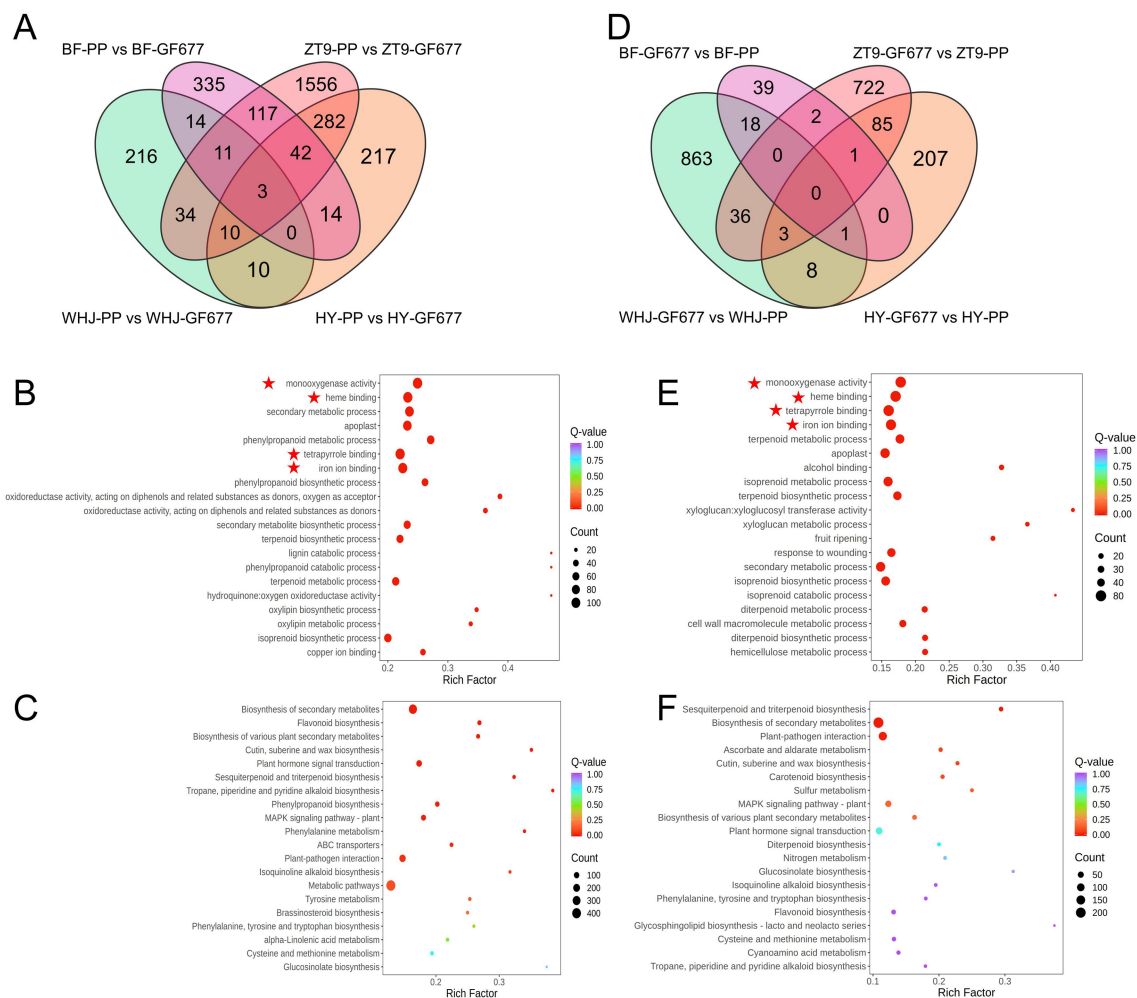 A
BF-PP vs BF-GF677
ZT9-PP vs ZT9-GF677
335
1556
14
117
282
216
11
42
217
3
34
10
0
14
10
WHJ-PP vs WHJ-GF677
HY-PP vs HY-GF677
D
BF-GF677 vs BF-PP
ZT9-GF677 vs ZT9-PP
39
722
18
2
85
863
0
1
207
0
36
3
1
0
8
WHJ-GF677 vs WHJ-PP
HY-GF677 vs HY-PP
B
monooxygenase activity
heme binding
secondary metabolic process
apoplast
phenylpropanoid metabolic process
tetrapyrrole binding
iron ion binding
phenylpropanoid biosynthetic process
oxidoreductase activity, acting on diphenols and related substances as donors, oxygen as acceptor
oxidoreductase activity, acting on diphenols and related substances as donors
secondary metabolite biosynthetic process
terpenoid biosynthetic process
lignin catabolic process
phenylpropanoid catabolic process
terpenoid metabolic process
hydroquinone:oxygen oxidoreductase activity
oxylipin biosynthetic process
oxylipin metabolic process
isoprenoid biosynthetic process
copper ion binding
0.2 0.3 0.4
Rich Factor
Q-value
1.00
0.75
0.50
0.25
0.00
Count
20
40
60
80
100
E
monooxygenase activity
heme binding
tetrapyrrole binding
iron ion binding
terpenoid metabolic process
apoplast
alcohol binding
isoprenoid metabolic process
terpenoid biosynthetic process
xyloglucan:xyloglucosyl transferase activity
xyloglucan metabolic process
fruit ripening
response to wounding
secondary metabolic process
isoprenoid biosynthetic process
isoprenoid catabolic process
diterpenoid metabolic process
cell wall macromolecule metabolic process
diterpenoid biosynthetic process
hemicellulose metabolic process
0.15 0.20 0.25 0.30 0.35 0.40
Rich Factor
Q-value
1.00
0.75
0.50
0.25
0.00
Count
20
30
40
80
C
Biosynthesis of secondary metabolites
Flavonoid biosynthesis
Biosynthesis of various plant secondary metabolites
Cutin, suberine and wax biosynthesis
Plant hormone signal transduction
Sesquiterpenoid and triterpenoid biosynthesis
Tropane, piperidine and pyridine alkaloid biosynthesis
Phenylpropanoid biosynthesis
MAPK signaling pathway - plant
Phenylalanine metabolism
ABC transporters
Plant-pathogen interaction
Isoquinoline alkaloid biosynthesis
Metabolic pathways
Tyrosine metabolism
Brassinosteroid biosynthesis
Phenylalanine, tyrosine and tryptophan biosynthesis
alpha-Linolenic acid metabolism
Cysteine and methionine metabolism
Glucosinolate biosynthesis
0.2 0.3
Rich Factor
Q-value
1.00
0.75
0.50
0.25
0.00
Count
100
200
300
400
F
Sesquiterpenoid and triterpenoid biosynthesis
Biosynthesis of secondary metabolites
Plant-pathogen interaction
Ascorbate and aldarate metabolism
Cutin, suberine and wax biosynthesis
Carotenoid biosynthesis
Sulfur metabolism
MAPK signaling pathway - plant
Biosynthesis of various plant secondary metabolites
Plant hormone signal transduction
Diterpenoid biosynthesis
Nitrogen metabolism
Glucosinolate biosynthesis
Isoquinoline alkaloid biosynthesis
Phenylalanine, tyrosine and tryptophan biosynthesis
Flavonoid biosynthesis
Glycosphingolipid biosynthesis - lacto and neolacto series
Cysteine and methionine metabolism
Cyanoamino acid metabolism
Tropane, piperidine and pyridine alkaloid biosynthesis
0.1 0.3
Rich Factor
Q-value
1.00
0.75
0.50
0.25
0.00
Count
50
100
150
200